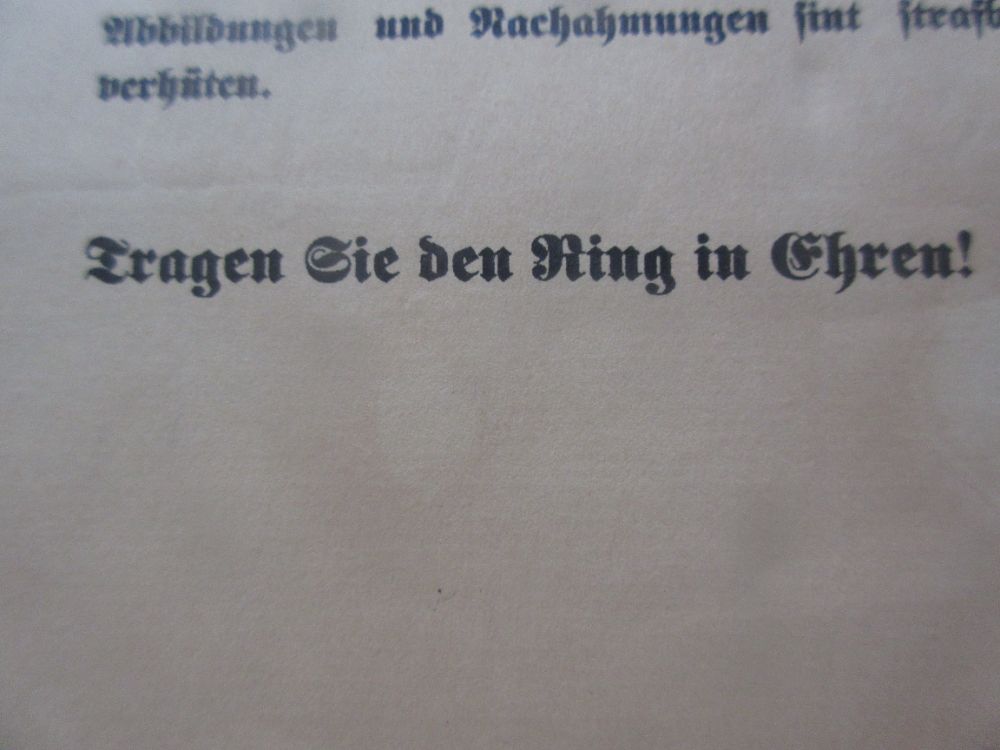 Abbildungen und Nachahmungen sint
verhüten.
Tragen Sie den Ring in Ehren!